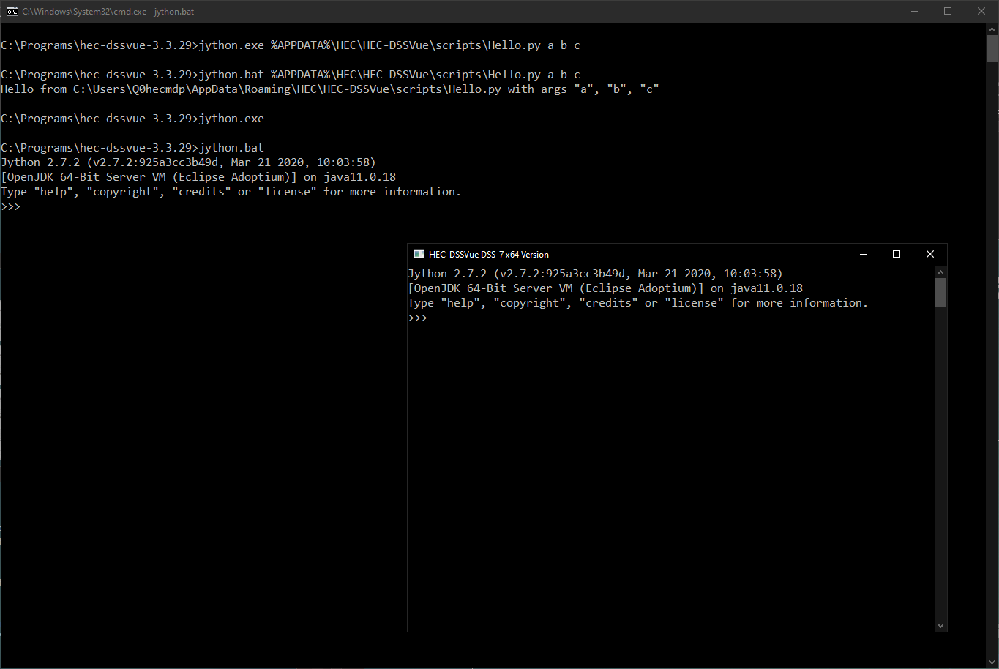 C:\Windows\System32\cmd.exe - jython.bat
C:\Programs\hec-dssvue-3.3.29>jython.exe %APPDATA%\HEC\HEC-DSSVue\scripts\Hello.py a b c
C:\Programs\hec-dssvue-3.3.29>jython.bat %APPDATA%\HEC\HEC-DSSVue\scripts\Hello.py a b c
Hello from C:\Users\Q0hecmdp\AppData\Roaming\HEC\HEC-DSSVue\scripts\Hello.py with args "a", "b", "c"
C:\Programs\hec-dssvue-3.3.29>jython.exe
C:\Programs\hec-dssvue-3.3.29>jython.bat
Jython 2.7.2 (v2.7.2:925a3cc3b49d, Mar 21 2020, 10:03:58)
[OpenJDK 64-Bit Server VM (Eclipse Adoptium)] on java11.0.18
Type "help", "copyright", "credits" or "license" for more information.
>>>
HEC-DSSVue DSS-7 x64 Version
Jython 2.7.2 (v2.7.2:925a3cc3b49d, Mar 21 2020, 10:03:58)
[OpenJDK 64-Bit Server VM (Eclipse Adoptium)] on java11.0.18
Type "help", "copyright", "credits" or "license" for more information.
>>>